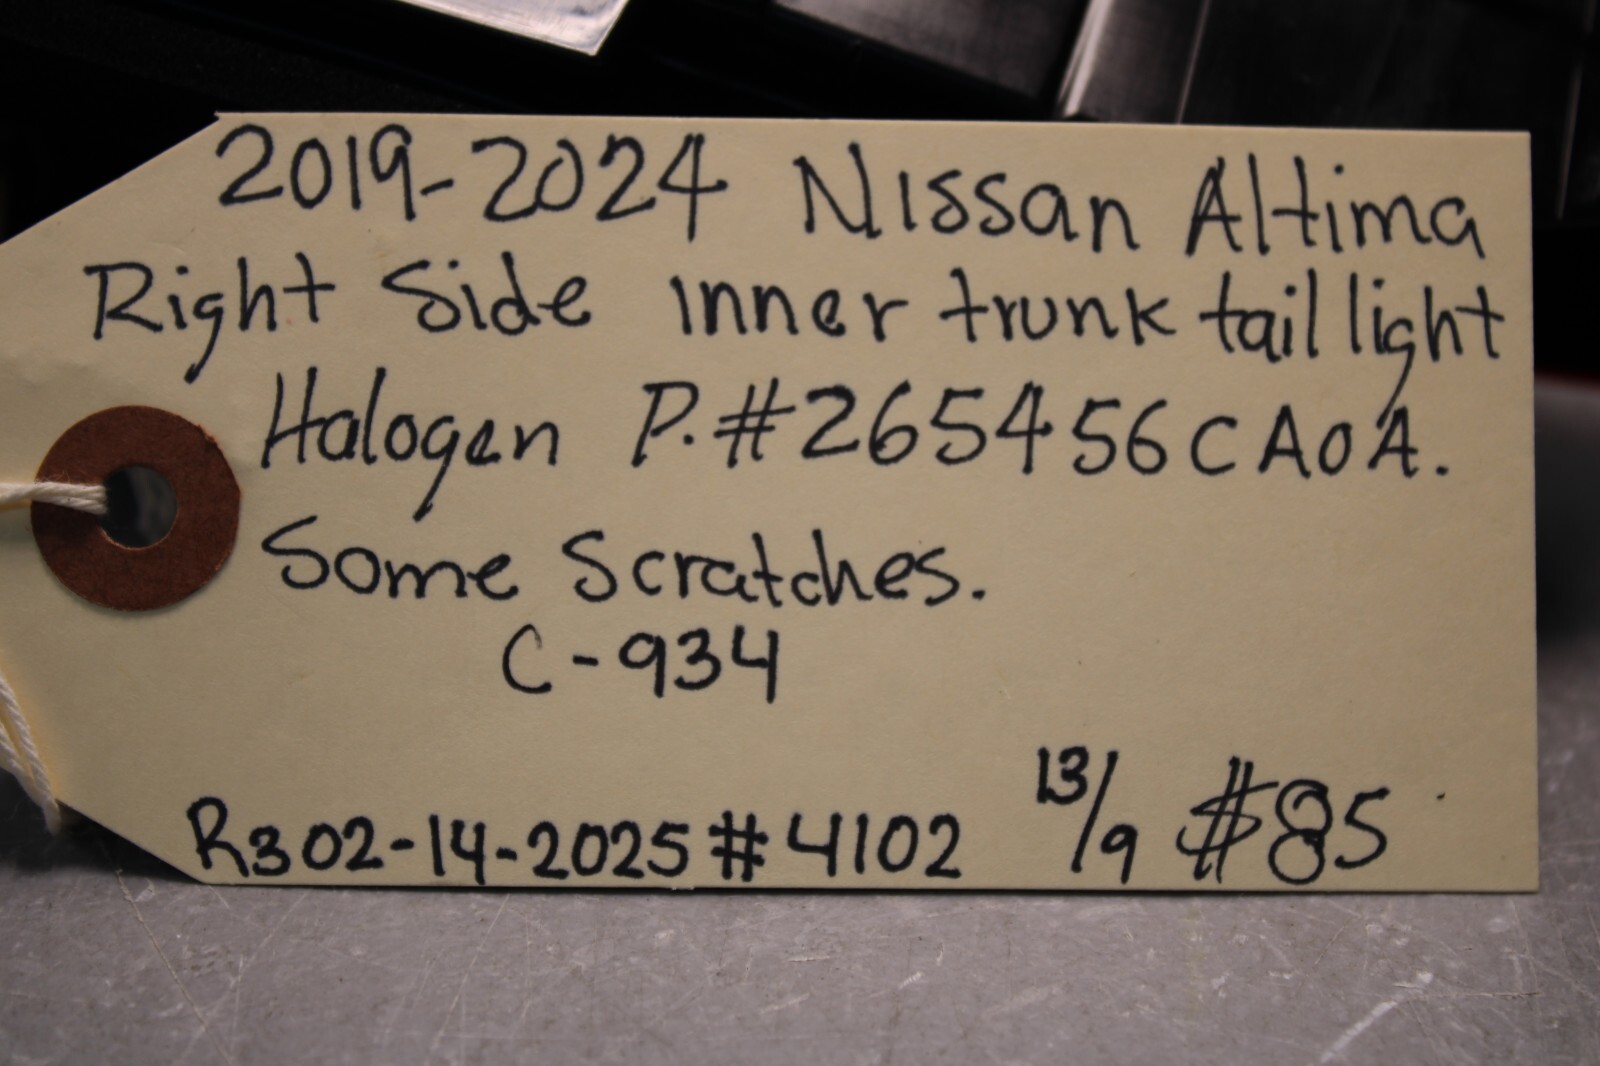 2019-2024 Nissan Altima
Right Side inner trunk tail light
Halogen P.#265456CA0A.
Some Scratches.
C-934
R302-14-2025#4102 13/9 $85